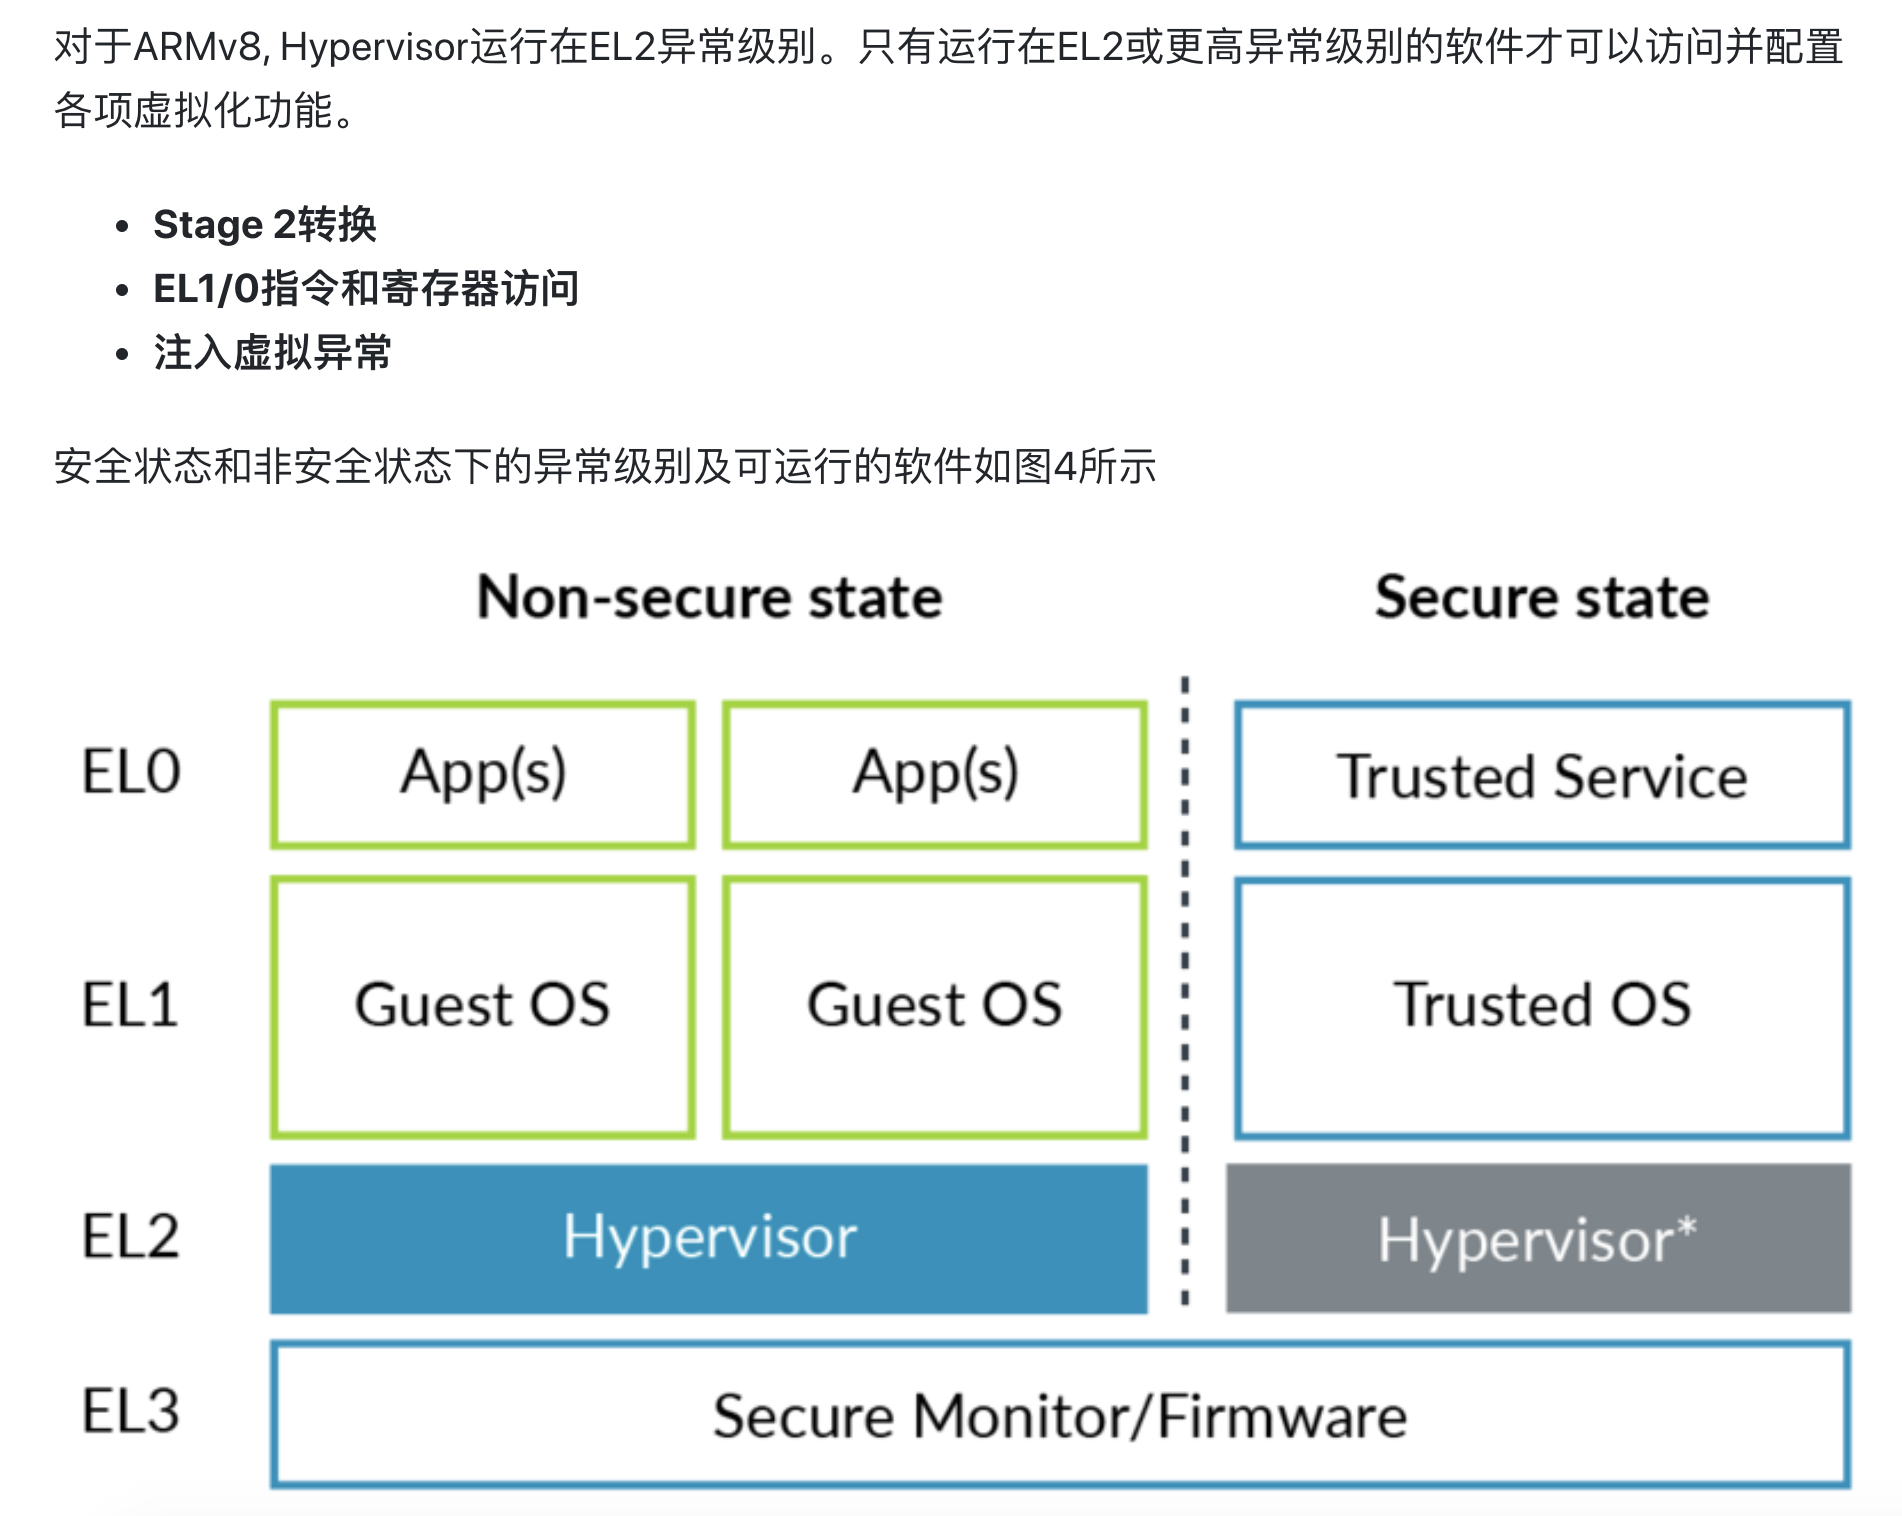 对于ARMv8, Hypervisor运行在EL2异常级别。只有运行在EL2或更高异常级别的软件才可以访问并配置
各项虚拟化功能。
• Stage 2转换
• EL1/0指令和寄存器访问
• 注入虚拟异常
安全状态和非安全状态下的异常级别及可运行的软件如图4所示
Non-secure state Secure state
EL0 App(s) App(s) Trusted Service
EL1 Guest OS Guest OS Trusted OS
EL2 Hypervisor Hypervisor*
EL3 Secure Monitor/Firmware